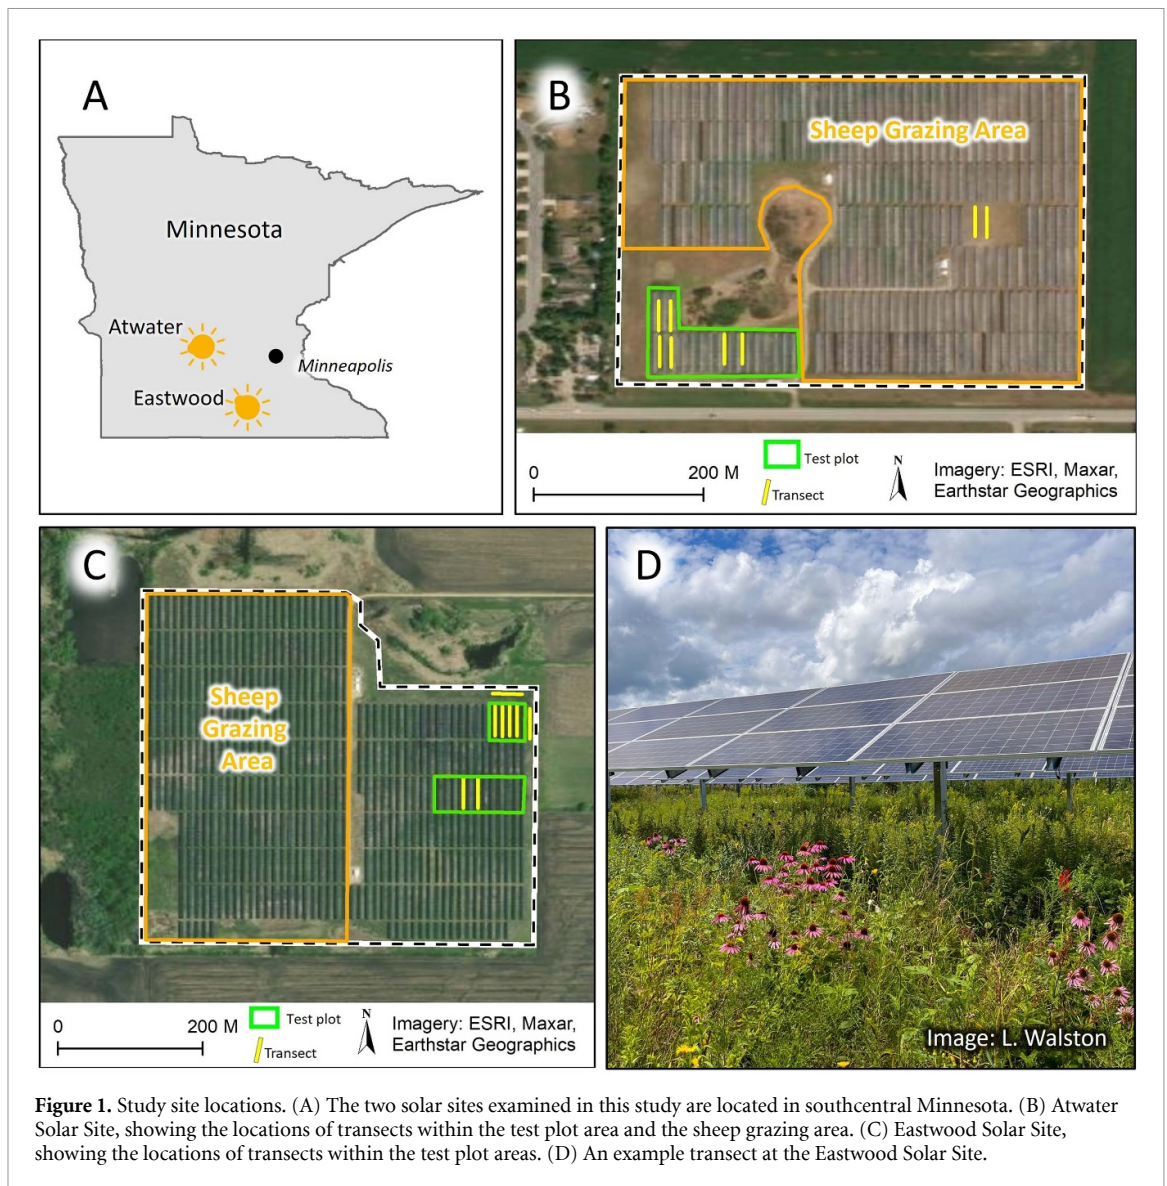 A
Minnesota
Atwater
Minneapolis
Eastwood
B
Sheep Grazing Area
0 200 M
Test plot
Transect
N
Imagery: ESRI, Maxar,
Earthstar Geographics
C
Sheep
Grazing
Area
0 200 M
Test plot
Transect
N
Imagery: ESRI, Maxar,
Earthstar Geographics
D
Image: L. Walston
Figure 1. Study site locations. (A) The two solar sites examined in this study are located in southcentral Minnesota. (B) Atwater
Solar Site, showing the locations of transects within the test plot area and the sheep grazing area. (C) Eastwood Solar Site,
showing the locations of transects within the test plot areas. (D) An example transect at the Eastwood Solar Site.